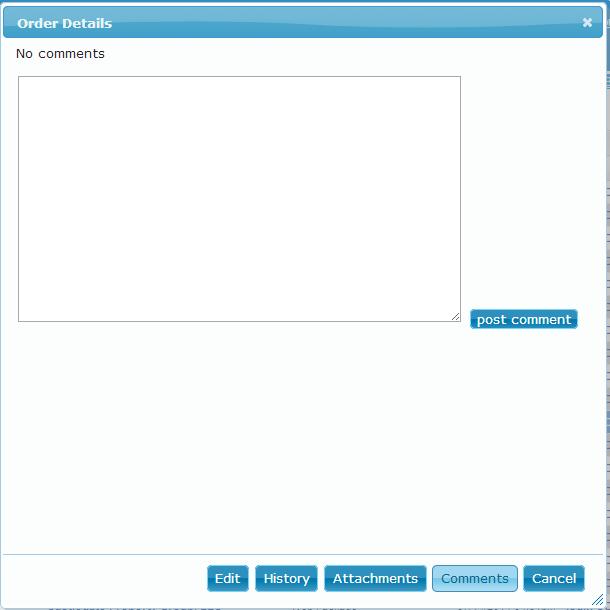 Order Details
No comments
post comment
Edit History Attachments Comments Cancel